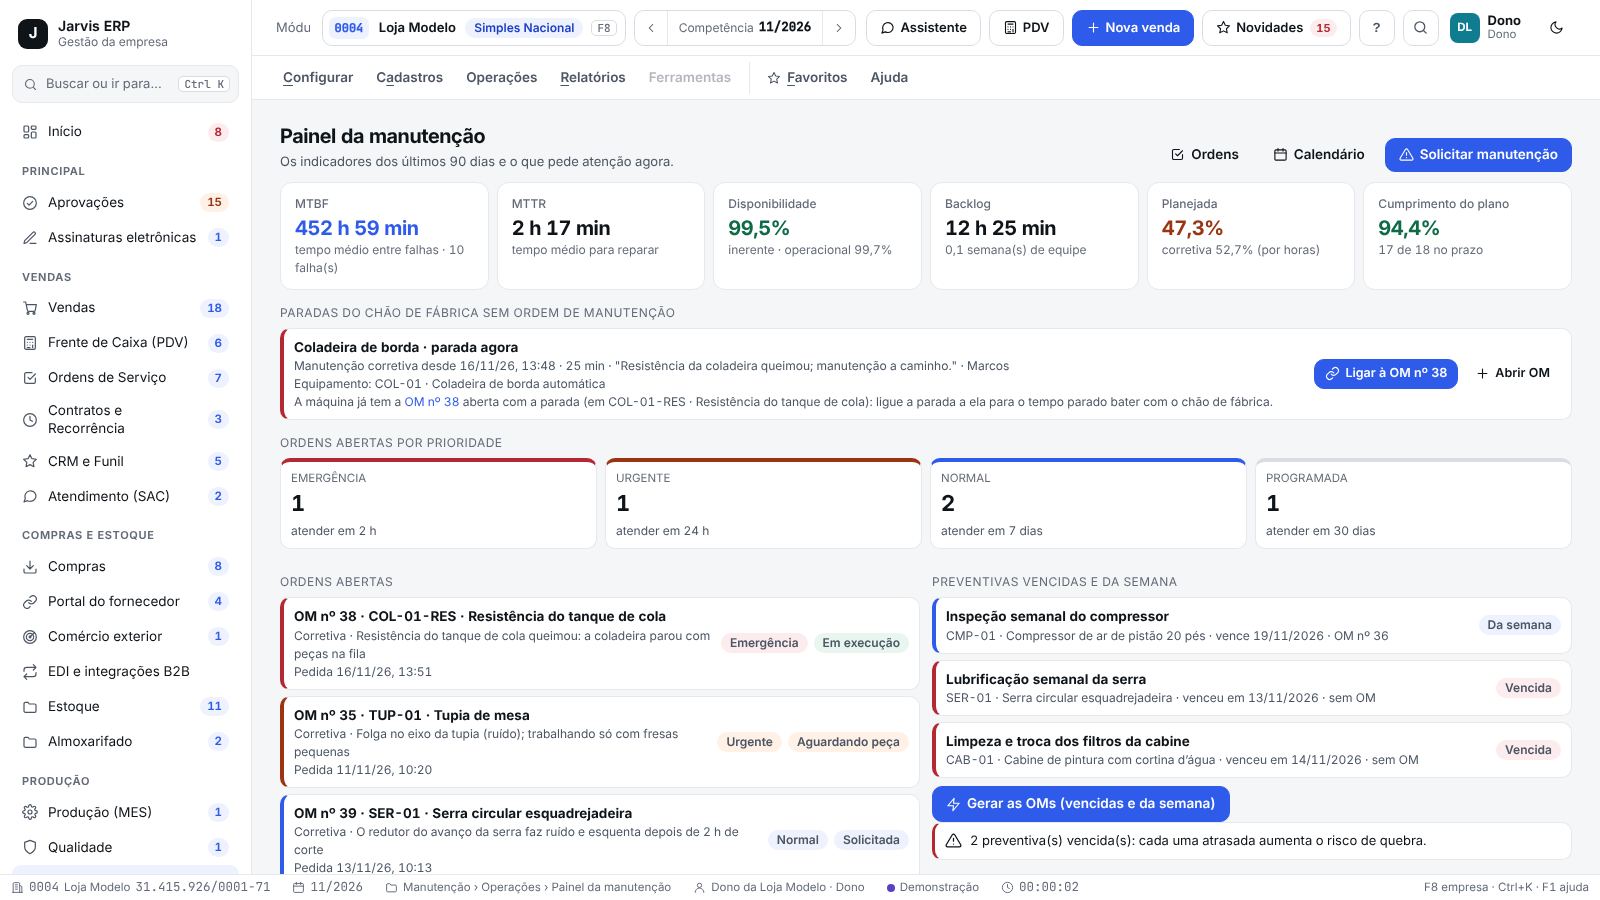 J
Jarvis ERP
Gestão da empresa
Buscar ou ir para... Ctrl K
Início 8
PRINCIPAL
Aprovações 15
Assinaturas eletrônicas 1
VENDAS
Vendas 18
Frente de Caixa (PDV) 6
Ordens de Serviço 7
Contratos e
Recorrência 3
CRM e Funil 5
Atendimento (SAC) 2
COMPRAS E ESTOQUE
Compras 8
Portal do fornecedor 4
Comércio exterior 1
EDI e integrações B2B
Estoque 11
Almoxarifado 2
PRODUÇÃO
Produção (MES) 1
Qualidade 1
Módu 0004 Loja Modelo Simples Nacional F8
Competência 11/2026
Assistente
PDV
Nova venda
Novidades 15
?
DL Dono
Dono
Configurar Cadastros Operações Relatórios Ferramentas Favoritos Ajuda
Painel da manutenção
Os indicadores dos últimos 90 dias e o que pede atenção agora.
Ordens Calendário Solicitar manutenção
MTBF
452 h 59 min
tempo médio entre falhas · 10
falha(s)
MTTR
2 h 17 min
tempo médio para reparar
Disponibilidade
99,5%
inerente · operacional 99,7%
Backlog
12 h 25 min
0,1 semana(s) de equipe
Planejada
47,3%
corretiva 52,7% (por horas)
Cumprimento do plano
94,4%
17 de 18 no prazo
PARADAS DO CHÃO DE FÁBRICA SEM ORDEM DE MANUTENÇÃO
Coladeira de borda · parada agora
Manutenção corretiva desde 16/11/26, 13:48 · 25 min · "Resistência da coladeira queimou; manutenção a caminho." · Marcos
Equipamento: COL-01 · Coladeira de borda automática
A máquina já tem a OM nº 38 aberta com a parada (em COL-01-RES · Resistência do tanque de cola): ligue a parada a ela para o tempo parado bater com o chão de fábrica.
Ligar à OM nº 38 Abrir OM
ORDENS ABERTAS POR PRIORIDADE
EMERGÊNCIA
1
atender em 2 h
URGENTE
1
atender em 24 h
NORMAL
2
atender em 7 dias
PROGRAMADA
1
atender em 30 dias
ORDENS ABERTAS
OM nº 38 · COL-01-RES · Resistência do tanque de cola
Corretiva · Resistência do tanque de cola queimou: a coladeira parou com
peças na fila
Pedida 16/11/26, 13:51
Emergência Em execução
OM nº 35 · TUP-01 · Tupia de mesa
Corretiva · Folga no eixo da tupia (ruído); trabalhando só com fresas
pequenas
Pedida 11/11/26, 10:20
Urgente Aguardando peça
OM nº 39 · SER-01 · Serra circular esquadrejadeira
Corretiva · O redutor do avanço da serra faz ruído e esquenta depois de 2 h de
corte
Pedida 13/11/26, 10:13
Normal Solicitada
PREVENTIVAS VENCIDAS E DA SEMANA
Inspeção semanal do compressor
CMP-01 · Compressor de ar de pistão 20 pés · vence 19/11/2026 · OM nº 36
Da semana
Lubrificação semanal da serra
SER-01 · Serra circular esquadrejadeira · venceu em 13/11/2026 · sem OM
Vencida
Limpeza e troca dos filtros da cabine
CAB-01 · Cabine de pintura com cortina d’água · venceu em 14/11/2026 · sem OM
Vencida
Gerar as OMs (vencidas e da semana)
2 preventiva(s) vencida(s): cada uma atrasada aumenta o risco de quebra.
0004 Loja Modelo 31.415.926/0001-71 11/2026 Manutenção › Operações › Painel da manutenção Dono da Loja Modelo · Dono Demonstração 00:00:02 F8 empresa · Ctrl+K · F1 ajuda